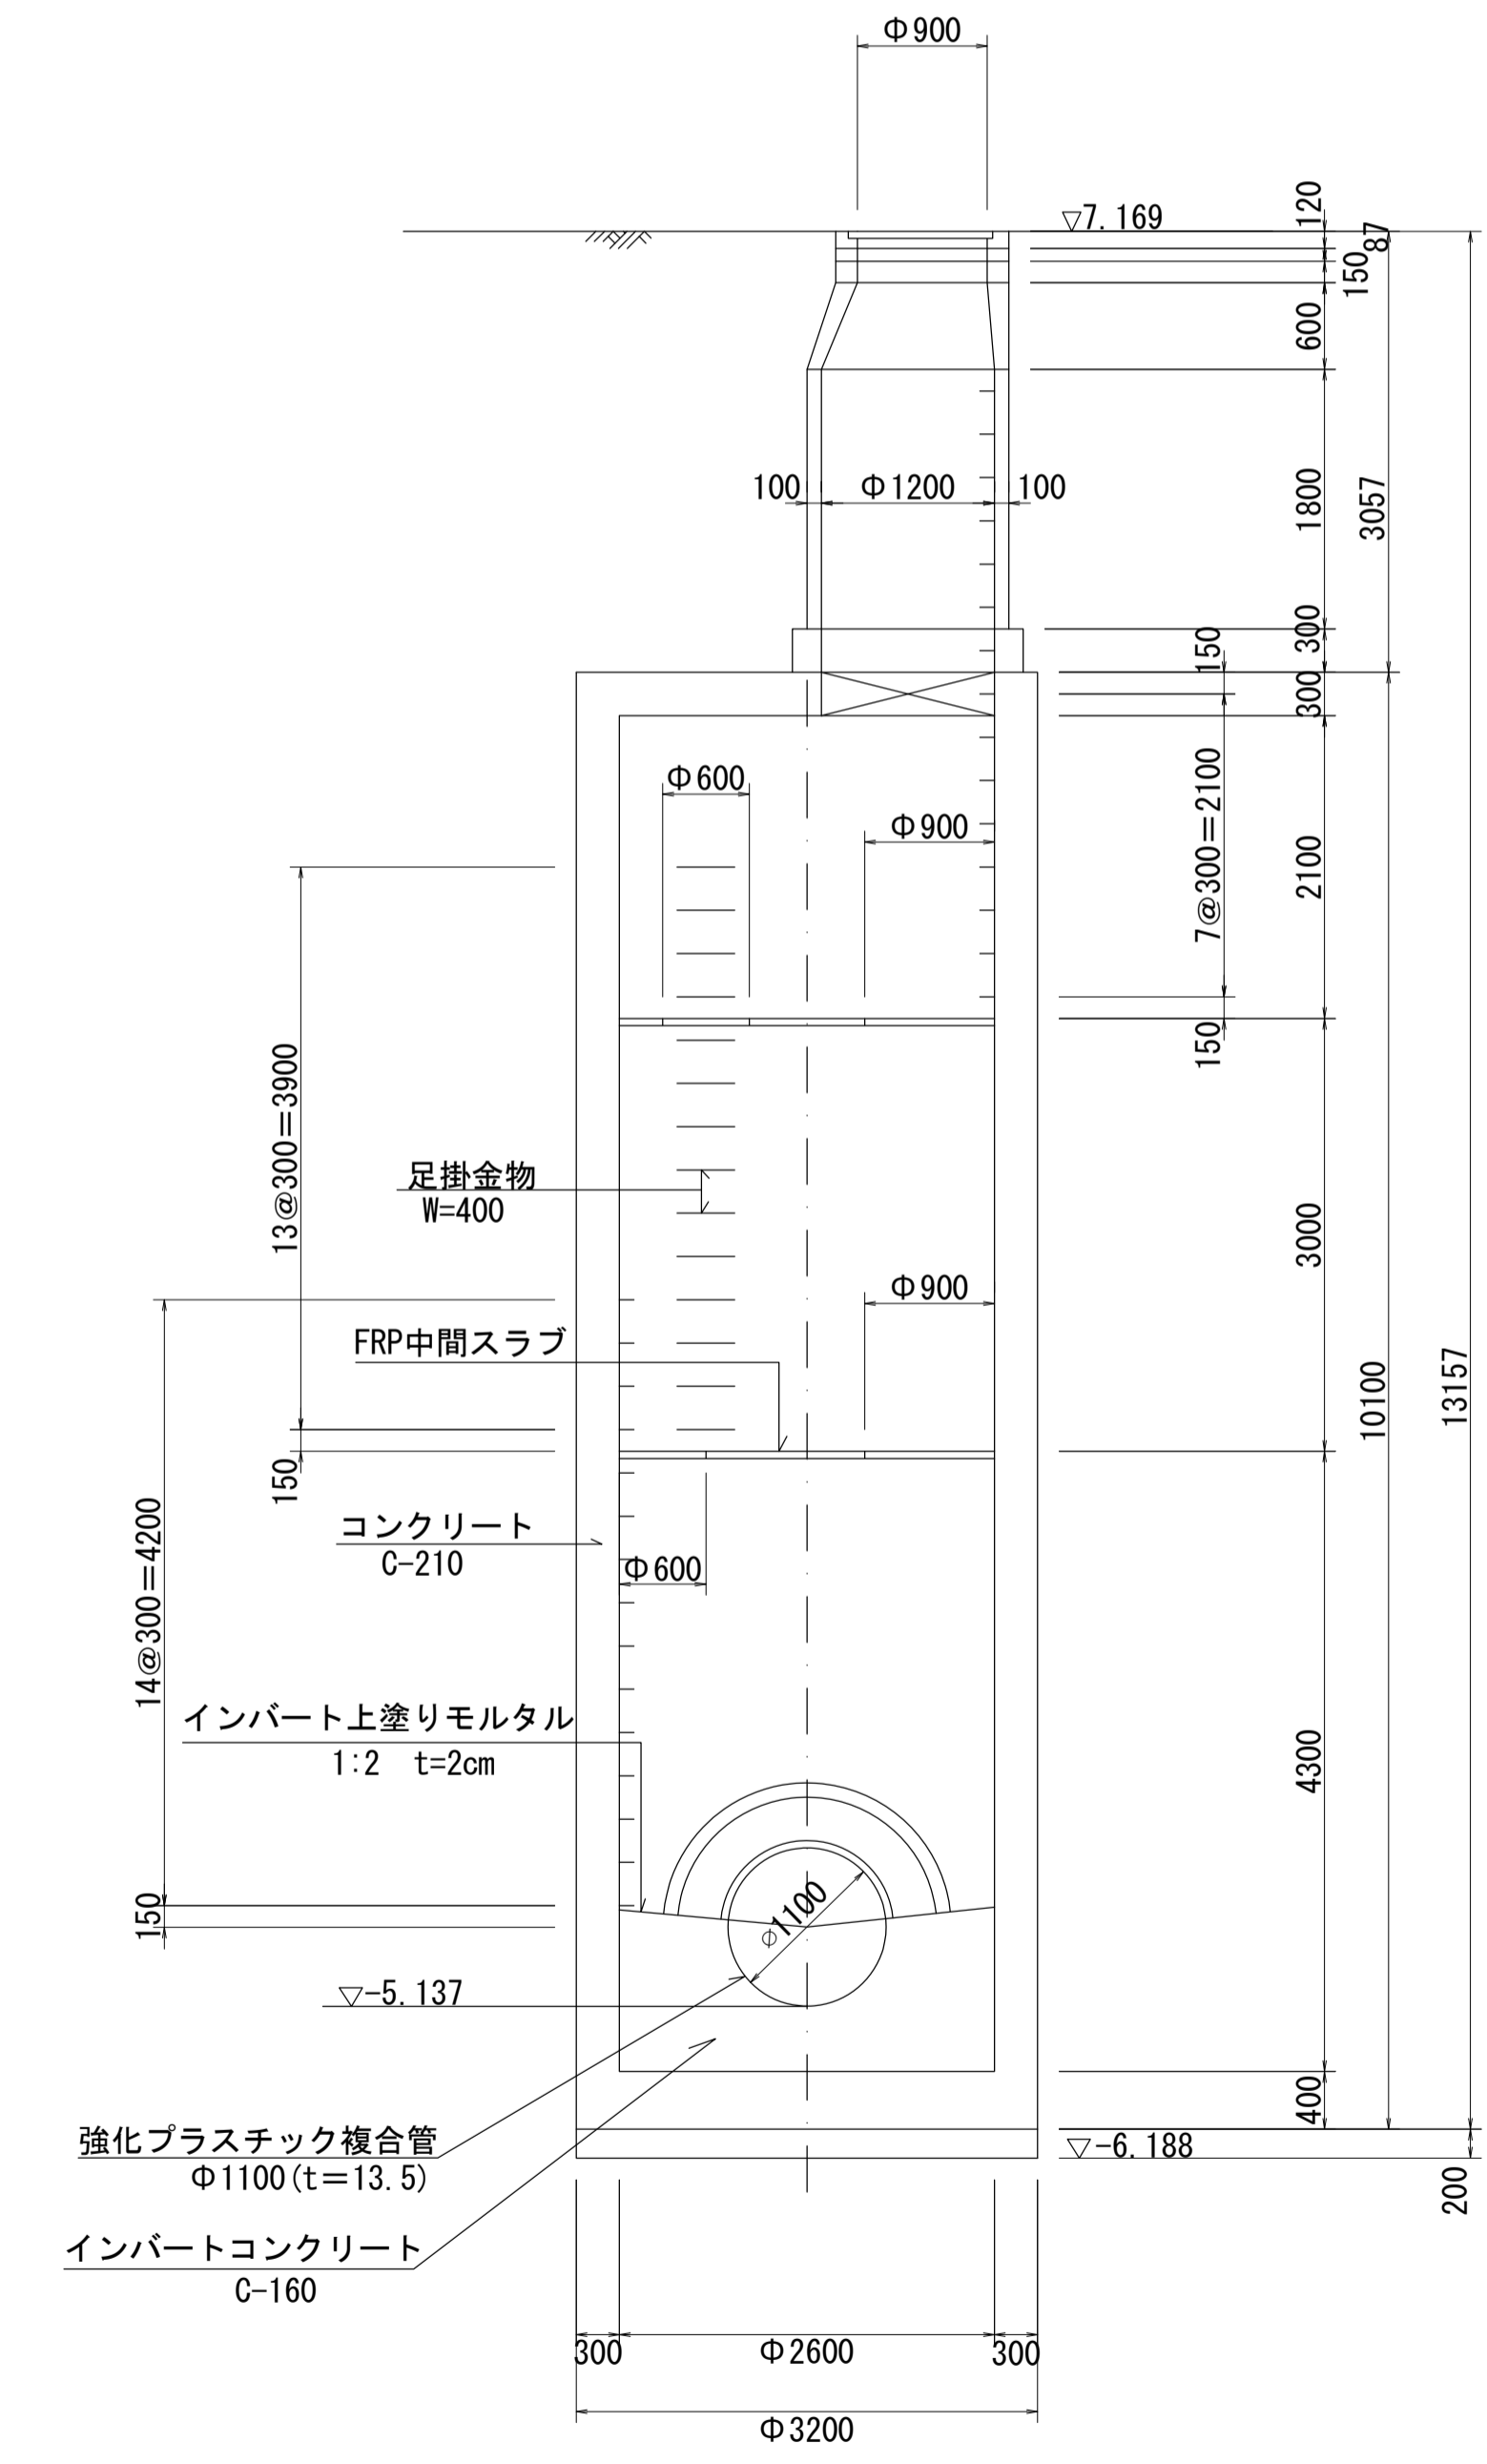 Φ900
▽7.169
120
87
150
600
100
Φ1200
100
1800
3057
300
150
300
Φ600
Φ900
7@300=2100
2100
150
13@300=3900
足掛金物
W=400
3000
Φ900
FRP中間スラブ
13157
10100
150
コンクリート
C-210
Φ600
14@300=4200
インバート上塗りモルタル
1:2 t=2cm
4300
150
φ1100
▽-5.137
強化プラスチック複合管
Φ1100(t=13.5)
400
▽-6.188
200
インバートコンクリート
C-160
300
Φ2600
300
Φ3200